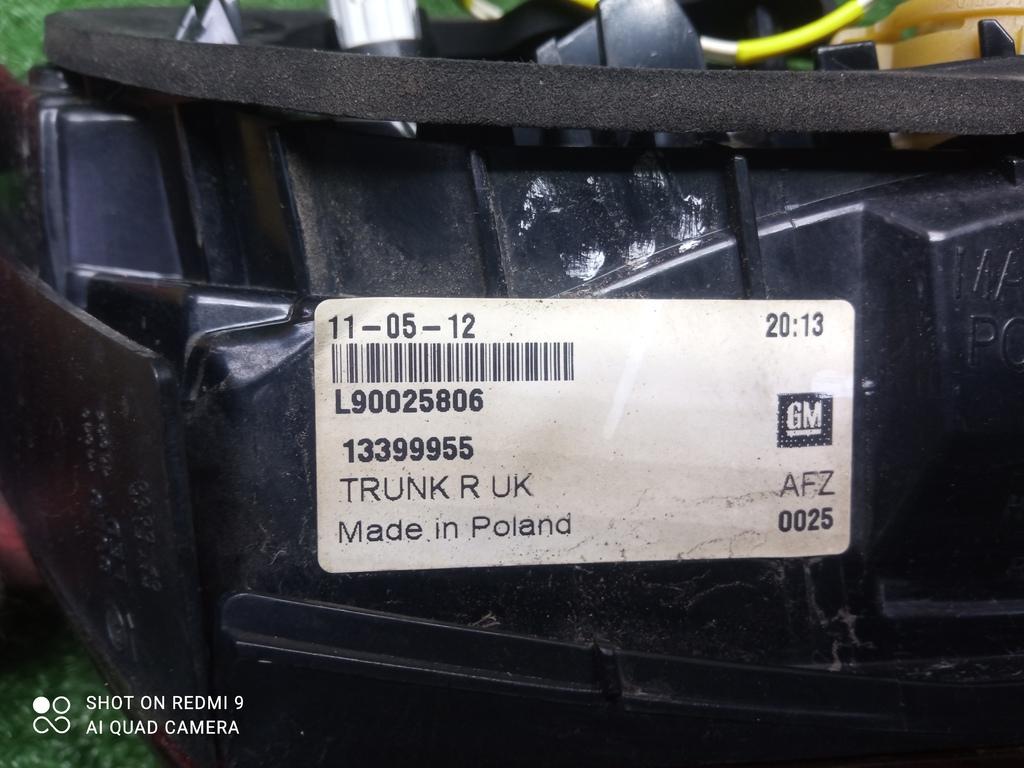 11-05-12 20:13
L90025806
GM
13399955
TRUNK R UK AFZ
Made in Poland 0025
SHOT ON REDMI 9
AI QUAD CAMERA